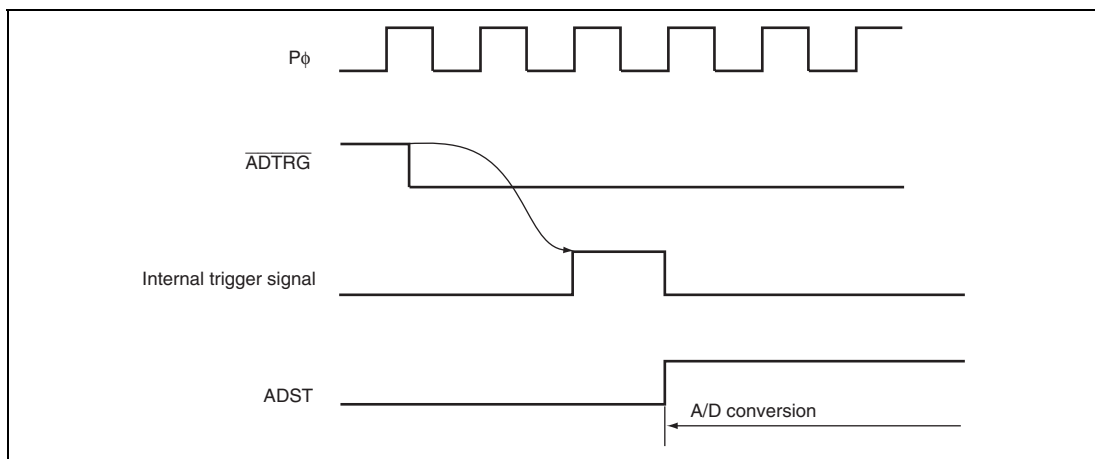 Pϕ
ADTRG
Internal trigger signal
ADST
A/D conversion